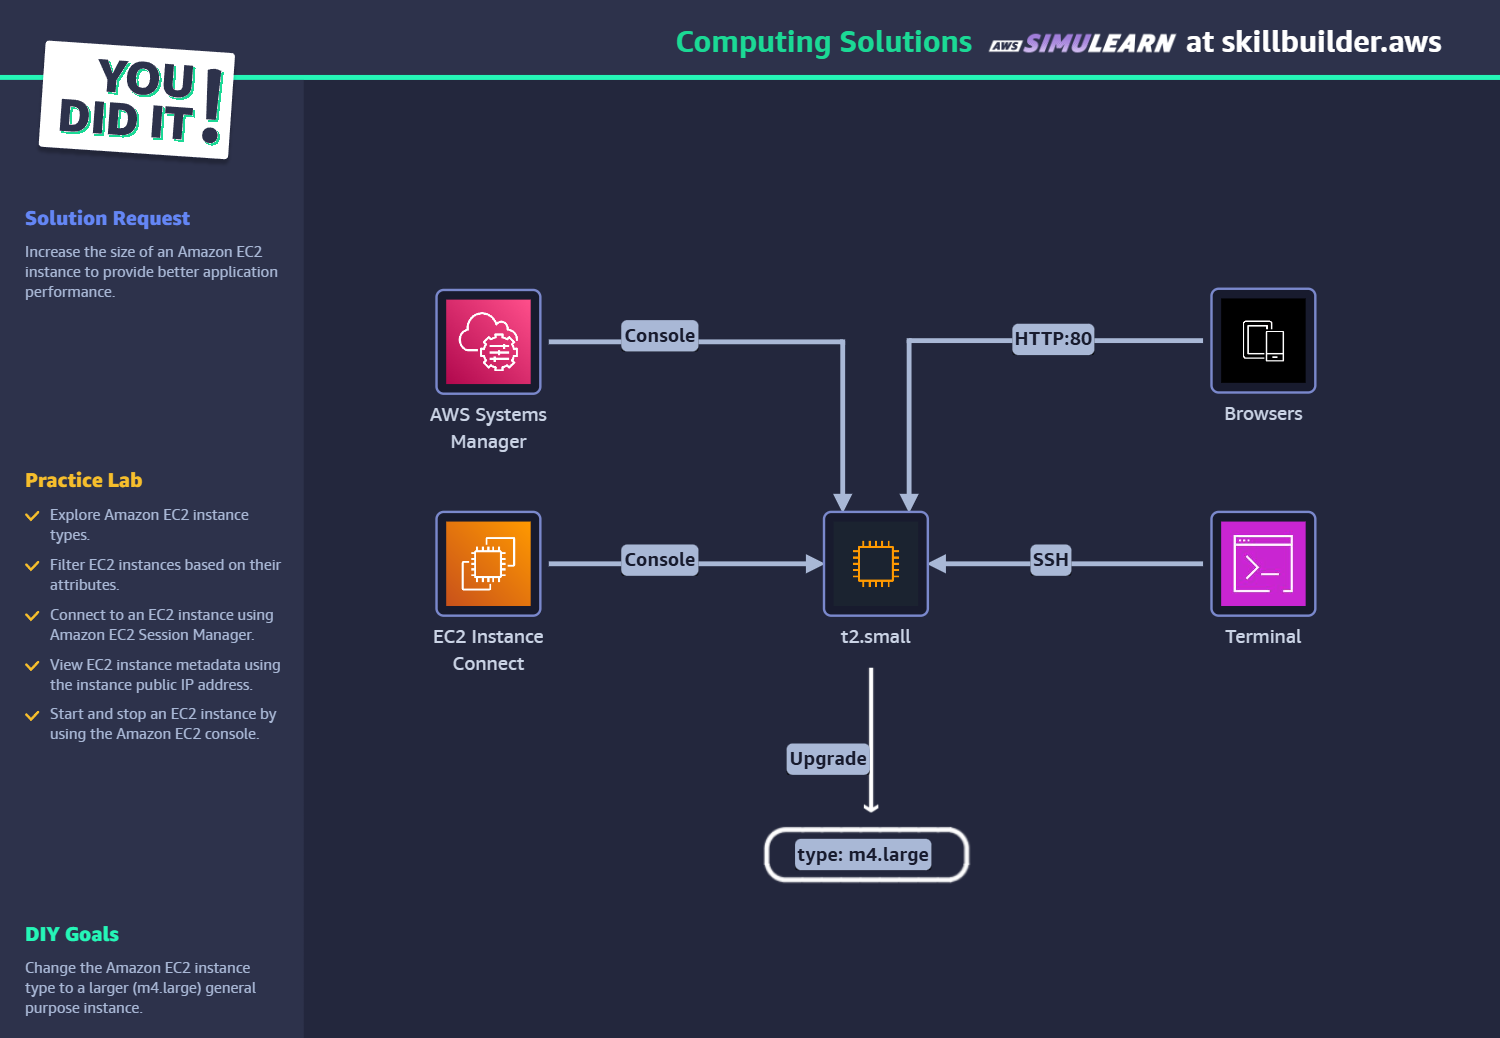 Computing Solutions AWS SIMULEARN at skillbuilder.aws
YOU
DID IT!
Solution Request
Increase the size of an Amazon EC2
instance to provide better application
performance.
Practice Lab
Explore Amazon EC2 instance
types.
Filter EC2 instances based on their
attributes.
Connect to an EC2 instance using
Amazon EC2 Session Manager.
View EC2 instance metadata using
the instance public IP address.
Start and stop an EC2 instance by
using the Amazon EC2 console.
DIY Goals
Change the Amazon EC2 instance
type to a larger (m4.large) general
purpose instance.
Console
HTTP:80
AWS Systems
Manager
Browsers
Console
SSH
EC2 Instance
Connect
t2.small
Terminal
Upgrade
type: m4.large